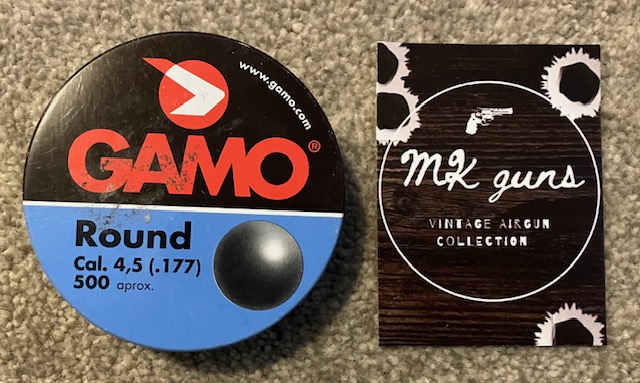 www.gamo.com
GAMO®
Round
Cal. 4,5 (.177)
500 aprox.
MK guns
VINTAGE AIRGUN
COLLECTION